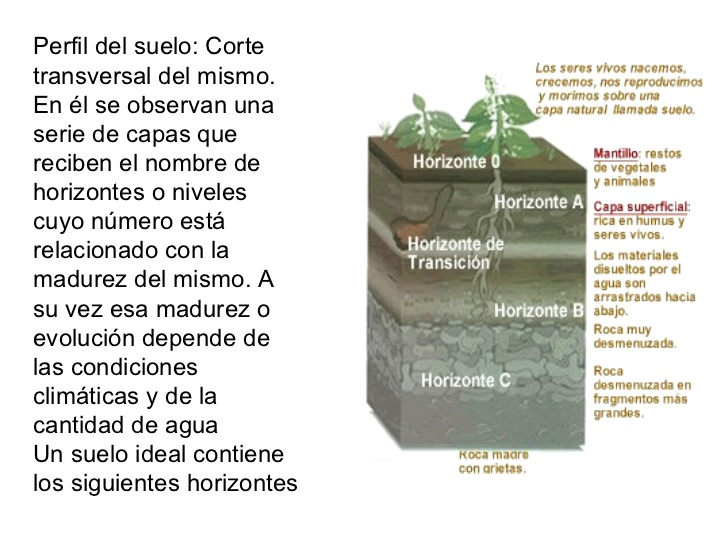 Perfil del suelo: Corte
transversal del mismo.
En él se observan una
serie de capas que
reciben el nombre de
horizontes o niveles
cuyo número está
relacionado con la
madurez del mismo. A
su vez esa madurez o
evolución depende de
las condiciones
climáticas y de la
cantidad de agua
Un suelo ideal contiene
los siguientes horizontes
Los seres vivos nacemos,
crecemos, nos reproducimos
y morimos sobre una
capa natural llamada suelo.
Horizonte 0
Mantillo: restos
de vegetales
y animales
Horizonte A
Capa superficial:
rica en humus y
seres vivos.
Horizonte de
Transición
Los materiales
disueltos por el
agua son
arrastrados hacia
abajo.
Horizonte B
Roca muy
desmenuzada.
Horizonte C
Roca
desmenuzada en
fragmentos más
grandes.
Roca madre
con grietas.